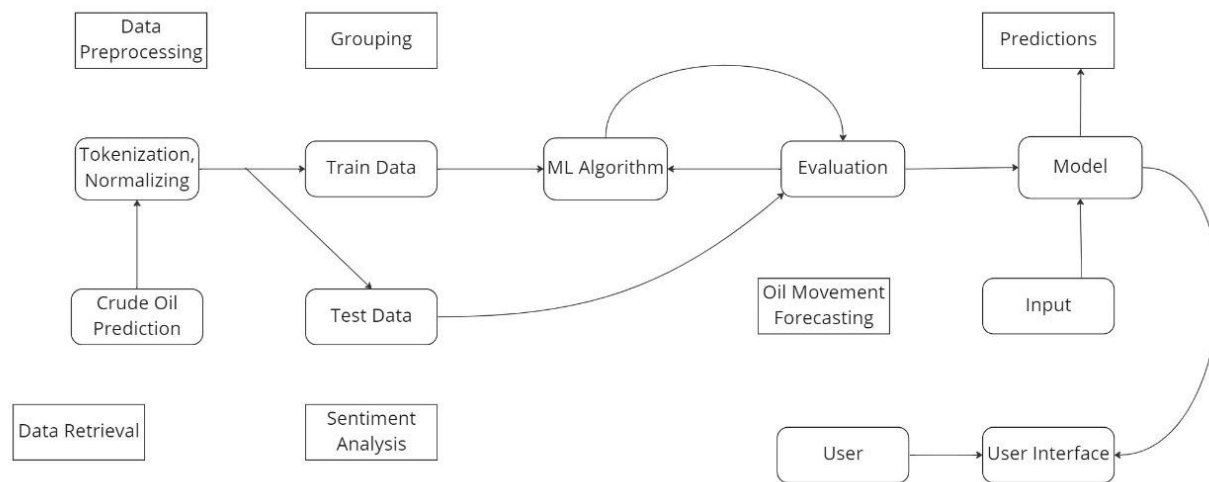 Data
Preprocessing
Grouping
Predictions
Tokenization,
Normalizing
Train Data
ML Algorithm
Evaluation
Model
Crude Oil
Prediction
Test Data
Oil Movement
Forecasting
Input
Data Retrieval
Sentiment
Analysis
User
User Interface